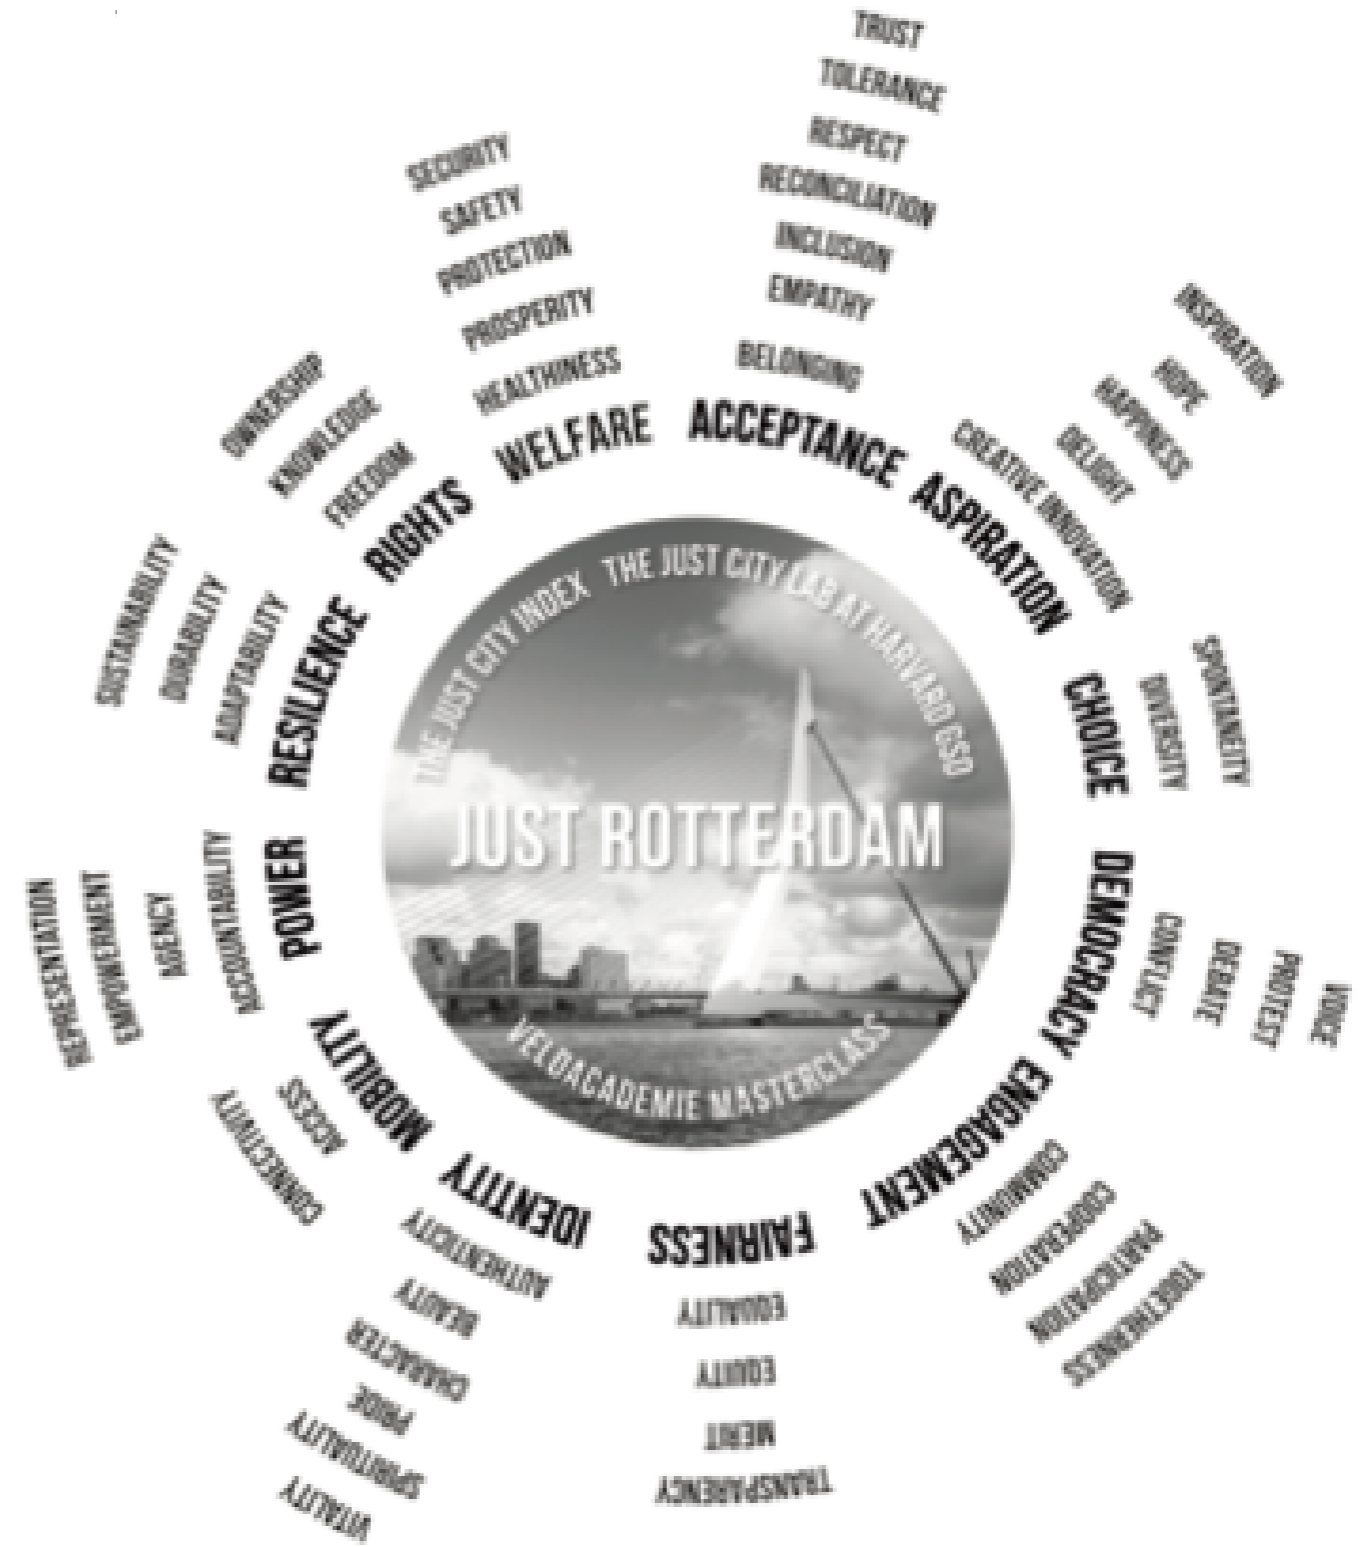 THE JUST CITY INDEX
THE JUST CITY LAB AT HARVARD GSD
JUST ROTTERDAM
VELOACADEMIE MASTERCLASS
ACCEPTANCE
BELONGING
EMPATHY
INCLUSION
RECONCILIATION
RESPECT
TOLERANCE
TRUST
ASPIRATION
CREATIVE INNOVATION
DELIGHT
HAPPINESS
HOPE
INSPIRATION
CHOICE
DIVERSITY
SPONTANEITY
DEMOCRACY
CONFLICT
DEBATE
PROTEST
VOICE
ENGAGEMENT
COMMUNITY
COOPERATION
PARTICIPATION
TOGETHERNESS
FAIRNESS
EQUALITY
EQUITY
MERIT
TRANSPARENCY
IDENTITY
AUTHENTICITY
BEAUTY
CHARACTER
PRIDE
SPIRITUALITY
VITALITY
MOBILITY
ACCESS
CONNECTIVITY
POWER
ACCOUNTABILITY
AGENCY
EMPOWERMENT
REPRESENTATION
RESILIENCE
ADAPTABILITY
DURABILITY
SUSTAINABILITY
RIGHTS
FREEDOM
KNOWLEDGE
OWNERSHIP
WELFARE
HEALTHINESS
PROSPERITY
PROTECTION
SAFETY
SECURITY